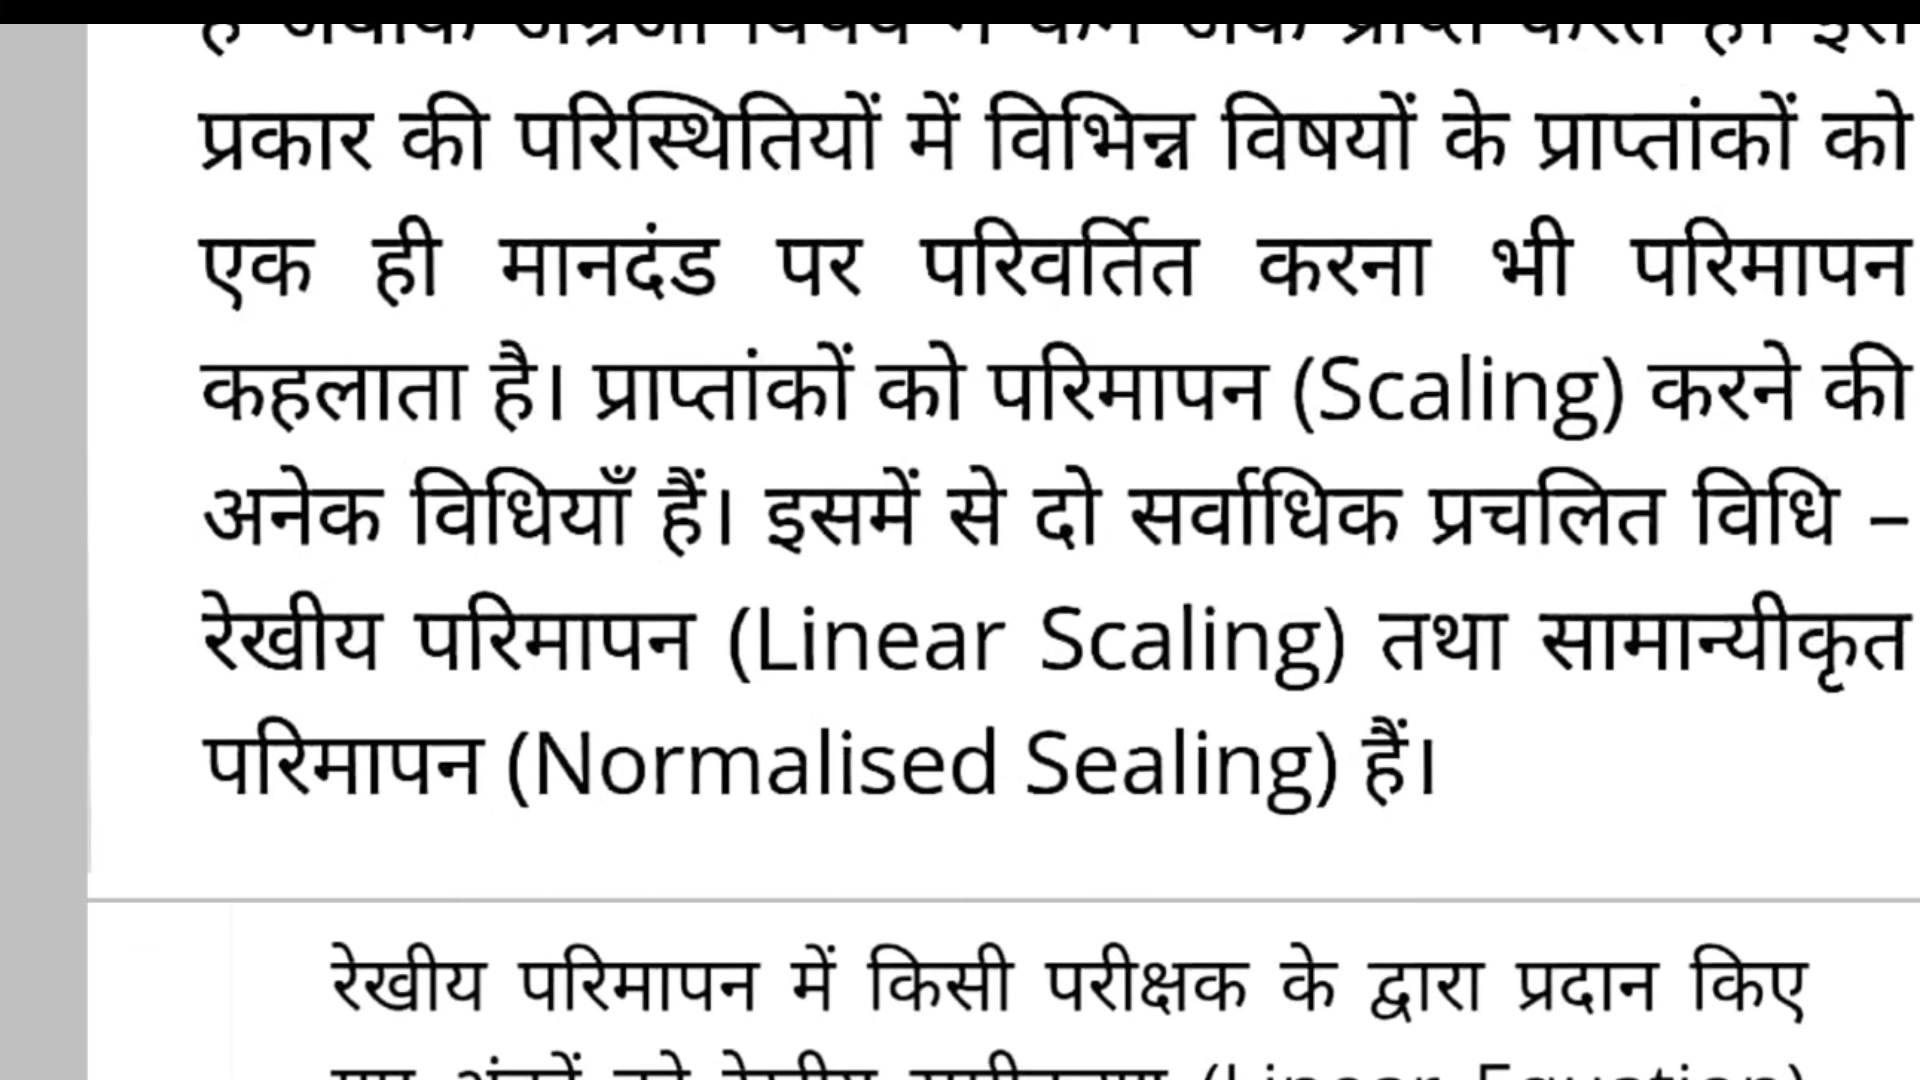 प्रकार की परिस्थितियों में विभिन्न विषयों के प्राप्तांकों को
एक ही मानदंड पर परिवर्तित करना भी परिमापन
कहलाता है। प्राप्तांकों को परिमापन (Scaling) करने की
अनेक विधियाँ हैं। इसमें से दो सर्वाधिक प्रचलित विधि –
रेखीय परिमापन (Linear Scaling) तथा सामान्यीकृत
परिमापन (Normalised Sealing) हैं।
रेखीय परिमापन में किसी परीक्षक के द्वारा प्रदान किए